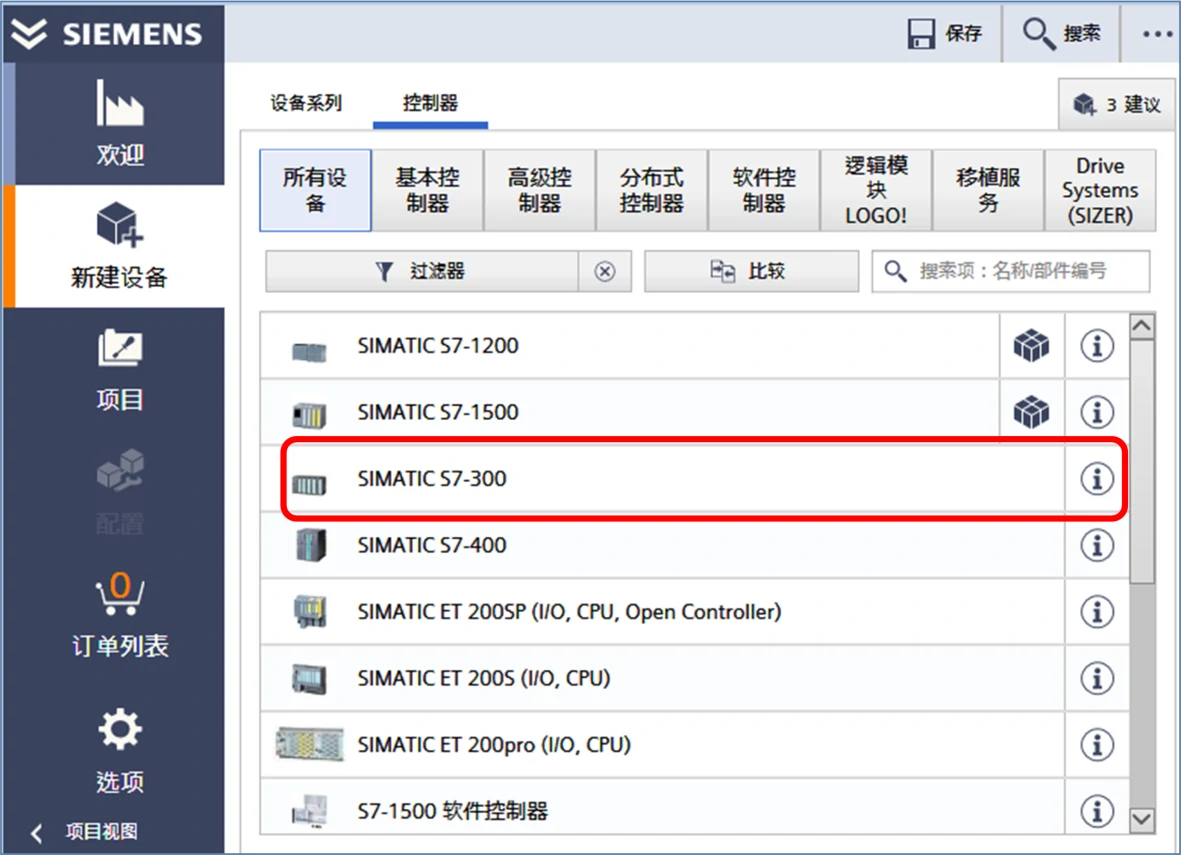 SIEMENS
保存
搜索
欢迎
新建设备
项目
配置
0
订单列表
选项
项目视图
设备系列
控制器
3 建议
所有设
备
基本控
制器
高级控
制器
分布式
控制器
软件控
制器
逻辑模
块
LOGO!
移植服
务
Drive
Systems
(SIZER)
过滤器
比较
搜索项：名称/部件编号
SIMATIC S7-1200
SIMATIC S7-1500
SIMATIC S7-300
SIMATIC S7-400
SIMATIC ET 200SP (I/O, CPU, Open Controller)
SIMATIC ET 200S (I/O, CPU)
SIMATIC ET 200pro (I/O, CPU)
S7-1500 软件控制器